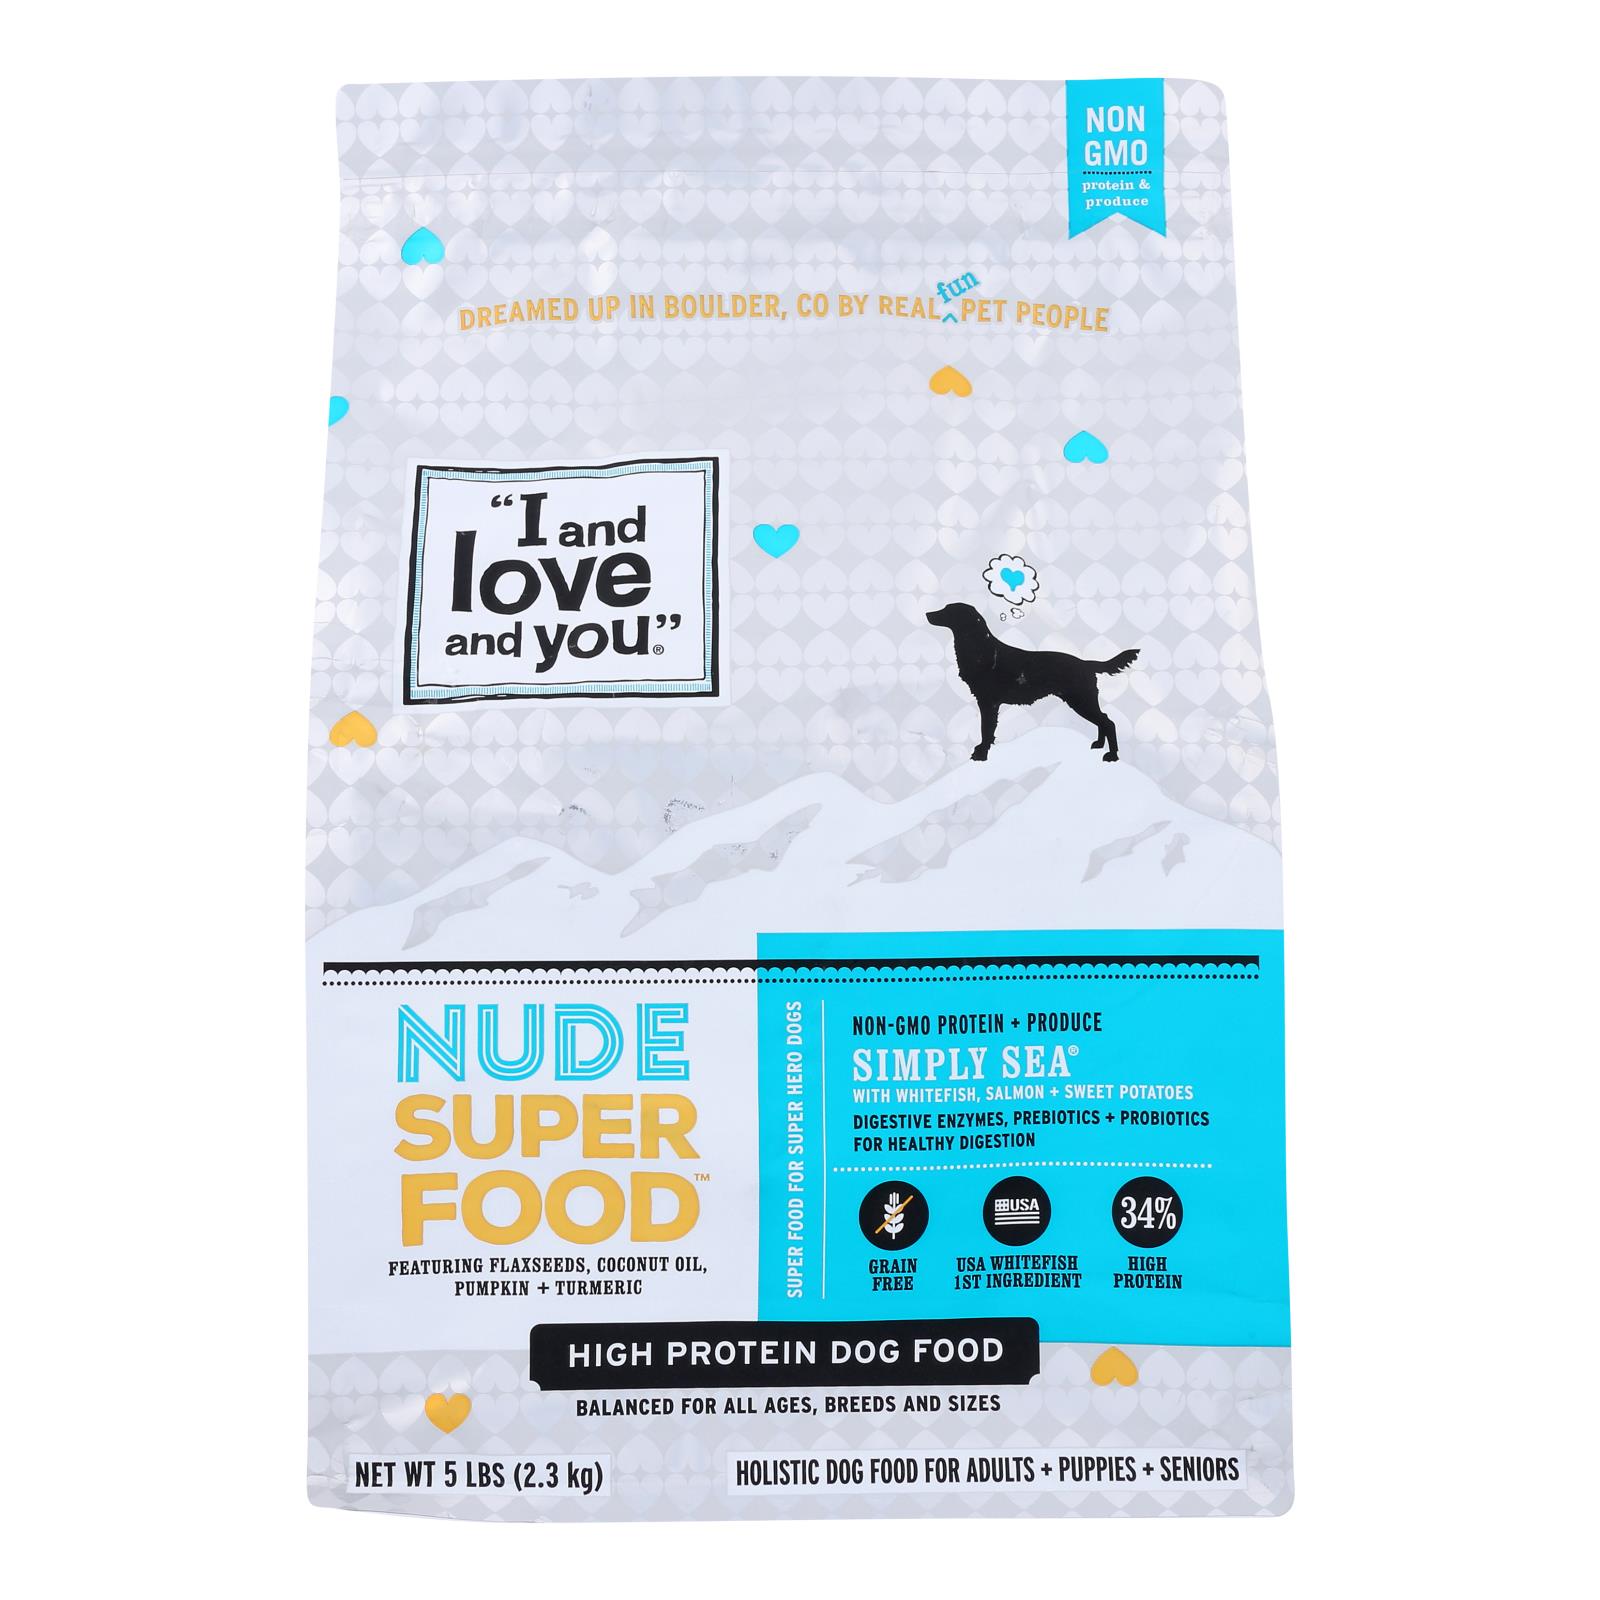 NON
GMO
protein &
produce
fun
DREAMED UP IN BOULDER, CO BY REAL ^ PET PEOPLE
"I and
love
and you"®
NUDE
SUPER
FOOD™
FEATURING FLAXSEEDS, COCONUT OIL,
PUMPKIN + TURMERIC
SUPER FOOD FOR SUPER HERO DOGS
NON-GMO PROTEIN + PRODUCE
SIMPLY SEA®
WITH WHITEFISH, SALMON + SWEET POTATOES
DIGESTIVE ENZYMES, PREBIOTICS + PROBIOTICS
FOR HEALTHY DIGESTION
GRAIN
FREE
USA
USA WHITEFISH
1ST INGREDIENT
34%
HIGH
PROTEIN
HIGH PROTEIN DOG FOOD
BALANCED FOR ALL AGES, BREEDS AND SIZES
NET WT 5 LBS (2.3 kg)
HOLISTIC DOG FOOD FOR ADULTS + PUPPIES + SENIORS